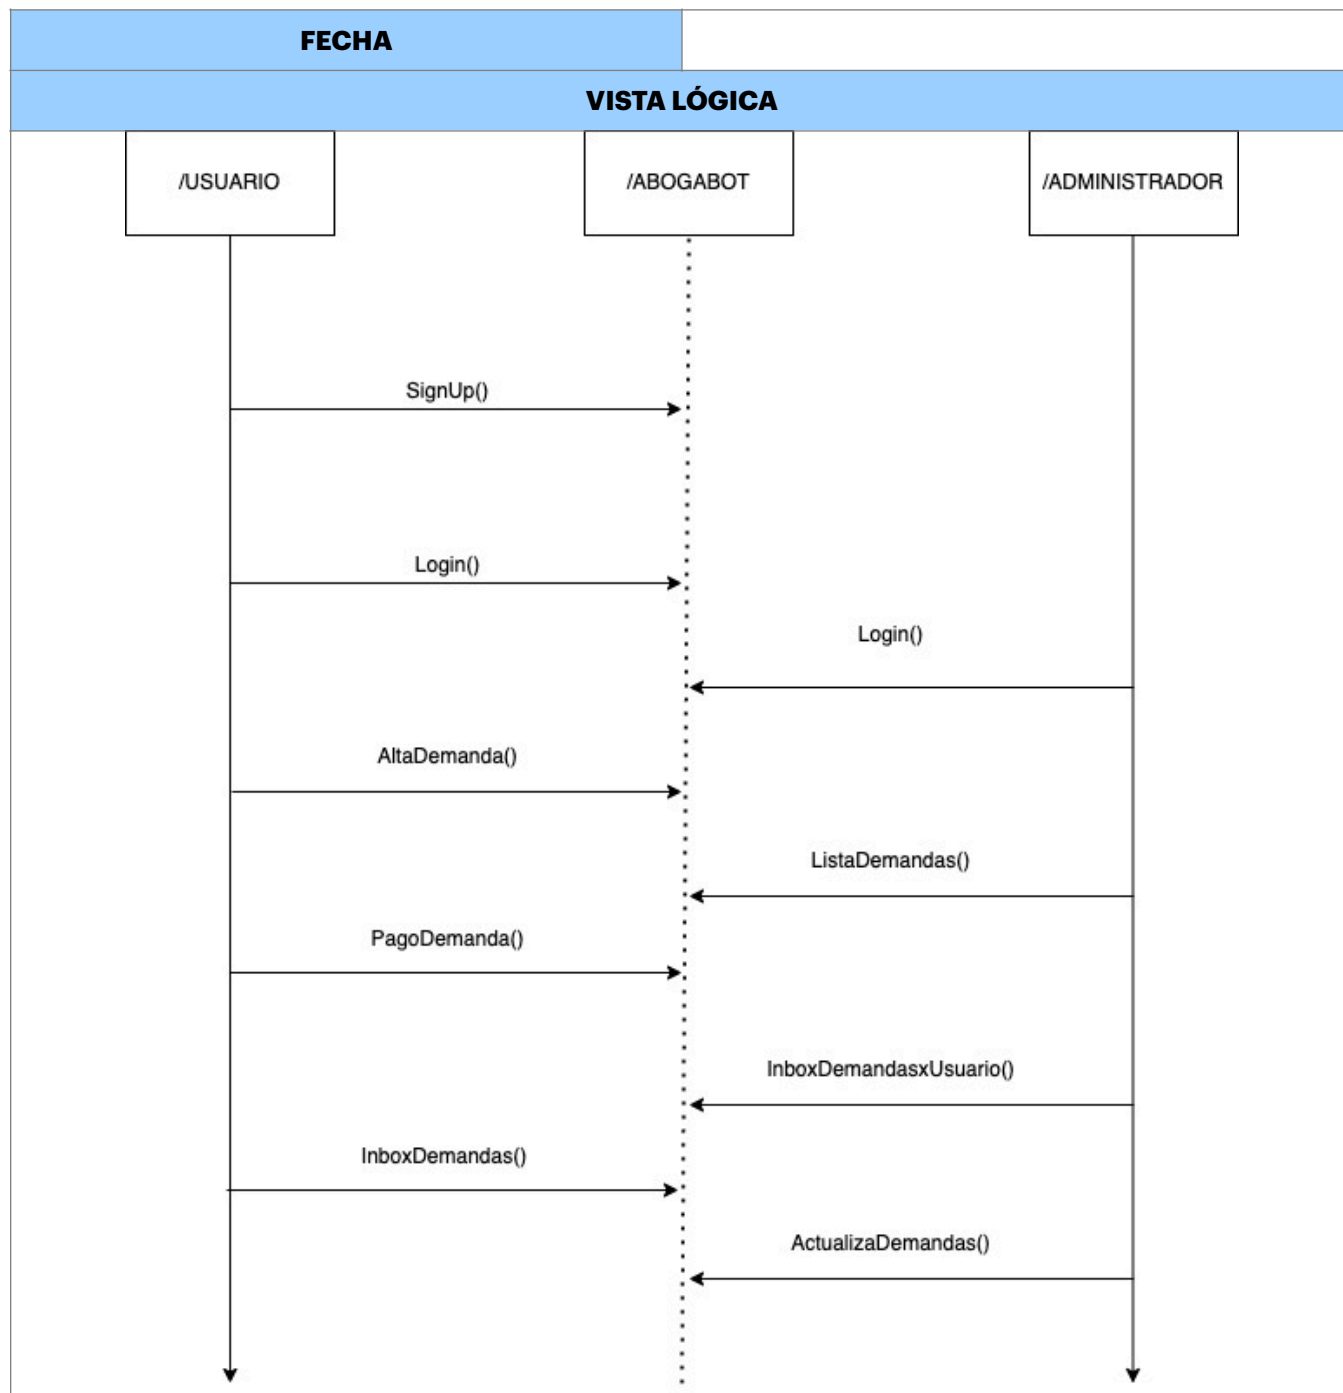 FECHA
VISTA LÓGICA
/USUARIO
/ABOGABOT
/ADMINISTRADOR
SignUp()
Login()
Login()
AltaDemanda()
ListaDemandas()
PagoDemanda()
InboxDemandasxUsuario()
InboxDemandas()
ActualizaDemandas()